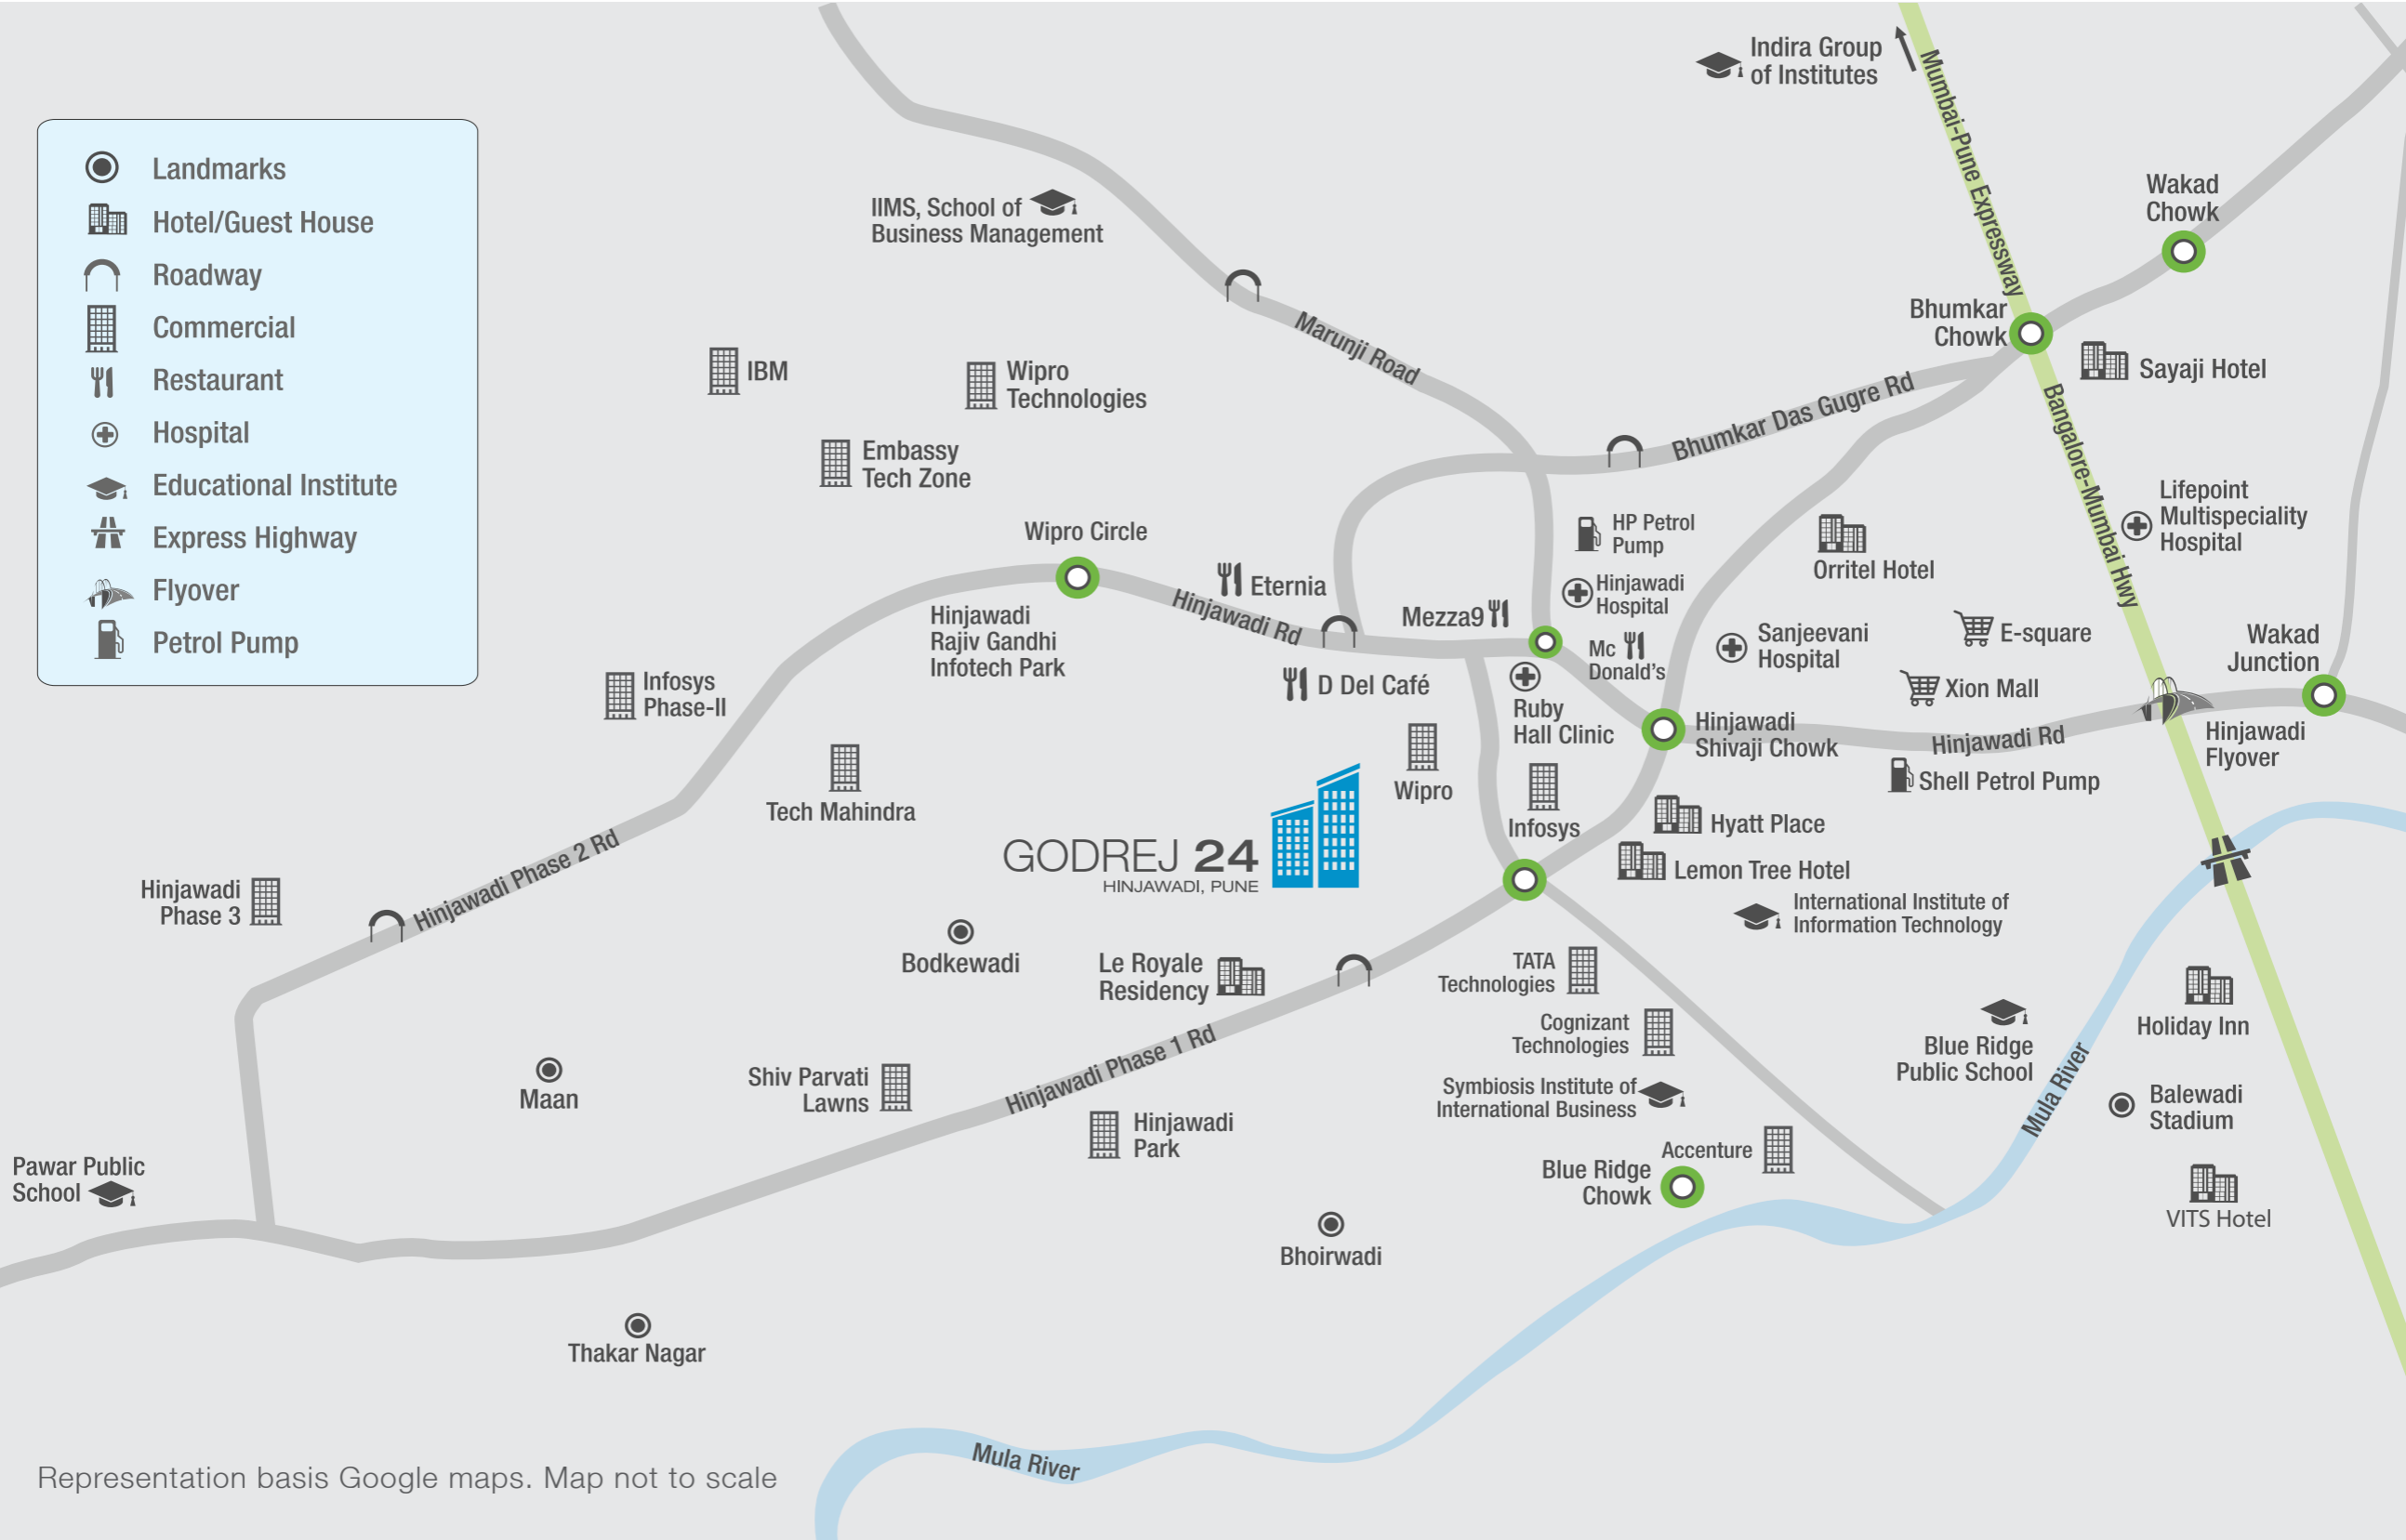 Landmarks
Hotel/Guest House
Roadway
Commercial
Restaurant
Hospital
Educational Institute
Express Highway
Flyover
Petrol Pump
Indira Group
of Institutes
Mumbai-Pune Expressway
Wakad
Chowk
IIMS, School of
Business Management
Marunji Road
Bhumkar
Chowk
Sayaji Hotel
IBM
Wipro
Technologies
Bhumkar Das Gugre Rd
Bangalore-Mumbai Hwy
Embassy
Tech Zone
Lifepoint
Multispeciality
Hospital
Wipro Circle
HP Petrol
Pump
Orritel Hotel
Eternia
Hinjawadi
Hospital
Hinjawadi Rd
Mezza9
Hinjawadi
Rajiv Gandhi
Infotech Park
Mc
Donald's
Sanjeevani
Hospital
E-square
Wakad
Junction
Infosys
Phase-II
D Del Café
Xion Mall
Ruby
Hall Clinic
Hinjawadi
Shivaji Chowk
Hinjawadi Rd
Hinjawadi
Flyover
Tech Mahindra
Wipro
Shell Petrol Pump
Infosys
Hyatt Place
GODREJ 24
HINJAWADI, PUNE
Lemon Tree Hotel
Hinjawadi Phase 2 Rd
Hinjawadi
Phase 3
International Institute of
Information Technology
Bodkewadi
Le Royale
Residency
TATA
Technologies
Cognizant
Technologies
Holiday Inn
Blue Ridge
Public School
Hinjawadi Phase 1 Rd
Mula River
Maan
Shiv Parvati
Lawns
Symbiosis Institute of
International Business
Balewadi
Stadium
Hinjawadi
Park
Accenture
Blue Ridge
Chowk
Pawar Public
School
VITS Hotel
Bhoirwadi
Thakar Nagar
Mula River
Representation basis Google maps. Map not to scale